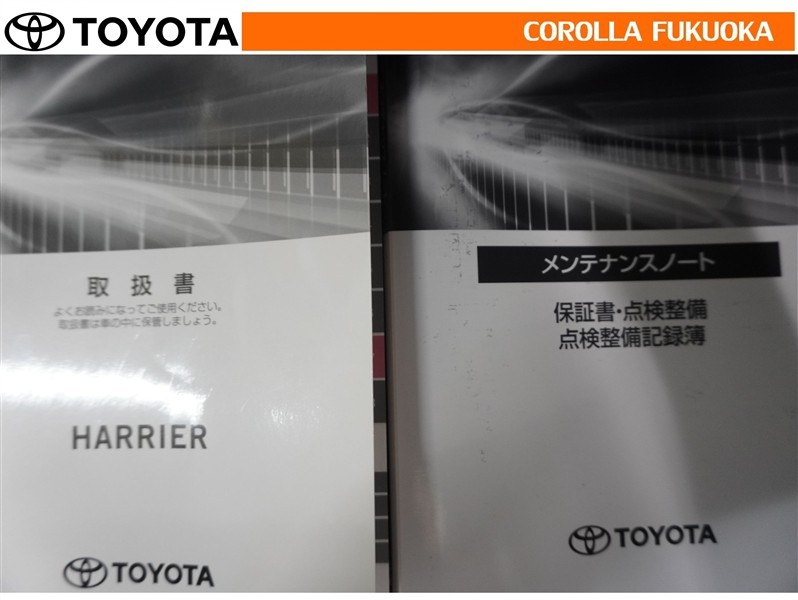 TOYOTA
COROLLA FUKUOKA
取扱書
よくお読みになってご使用ください。
取扱書は車の中に保管しましょう。
HARRIER
TOYOTA
メンテナンスノート
保証書・点検整備
点検整備記録簿
TOYOTA